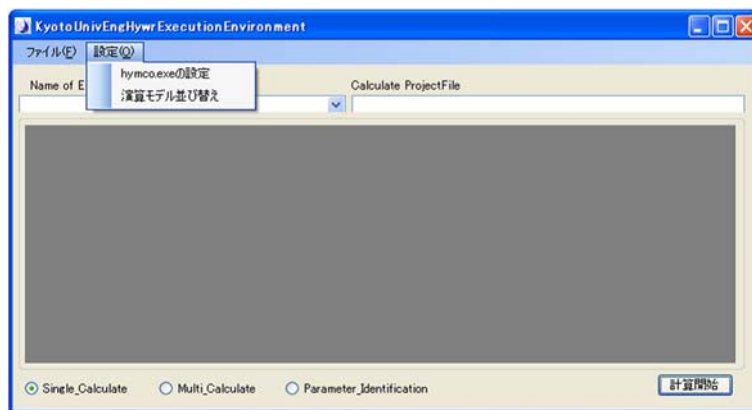 KyotoUnivEngHywrExecutionEnvironment
ファイル(F) 設定(O)
hymco.exeの設定
演算モデル並び替え
Name of E
Calculate ProjectFile
Single_Calculate Multi_Calculate Parameter_Identification 計算開始